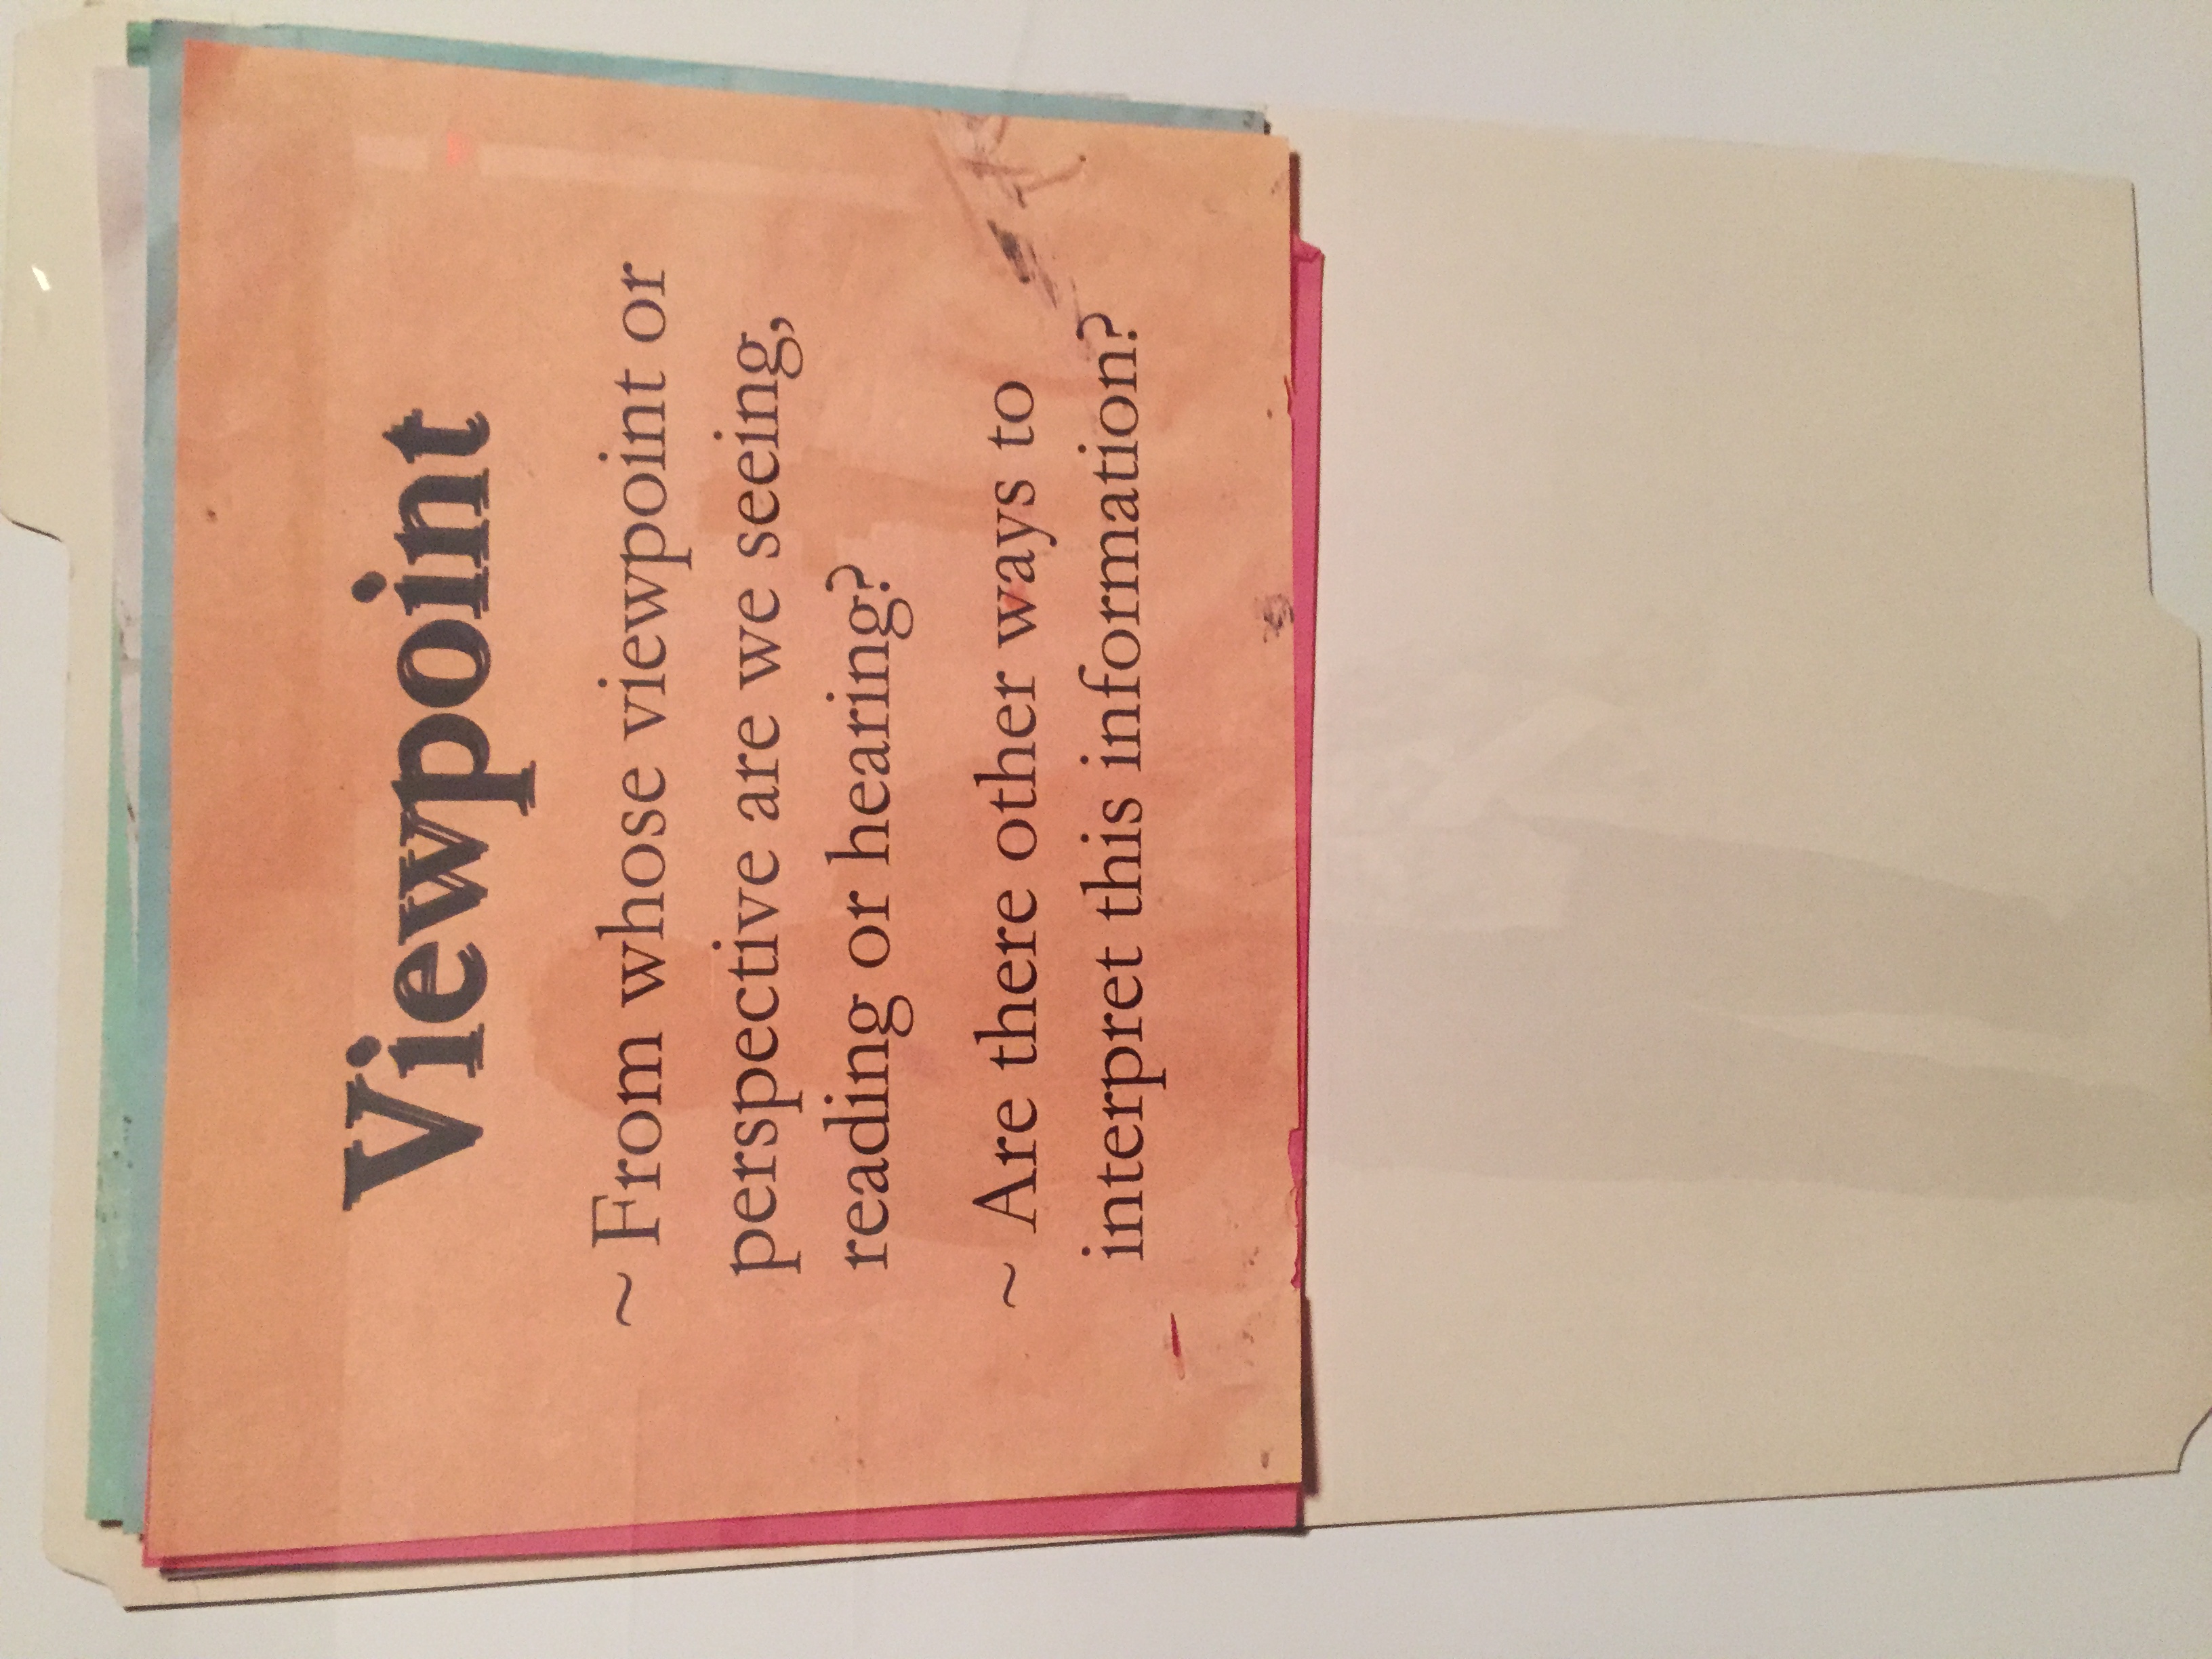 Viewpoint
~ From whose viewpoint or
perspective are we seeing,
reading or hearing?
~ Are there other ways to
interpret this information?